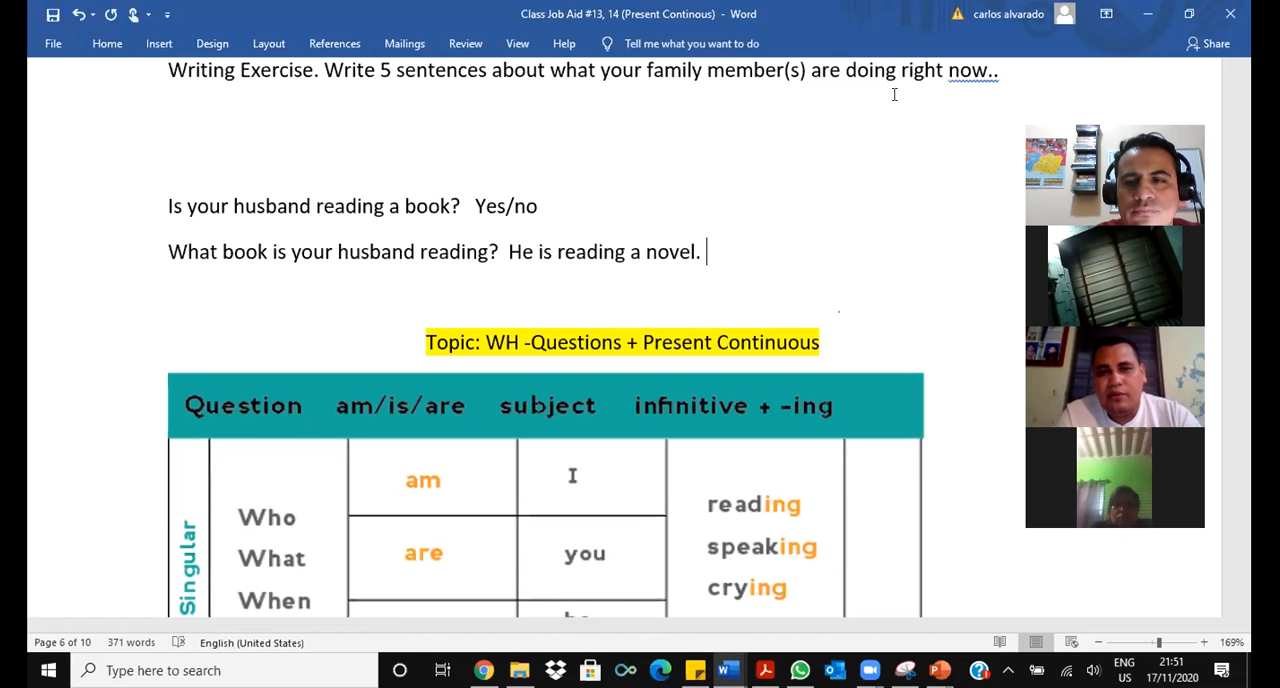 Class Job Aid #13, 14 (Present Continous) - Word
carlos alvarado
File Home Insert Design Layout References Mailings Review View Help Tell me what you want to do Share
Writing Exercise. Write 5 sentences about what your family member(s) are doing right now..
Is your husband reading a book? Yes/no
What book is your husband reading? He is reading a novel.
Topic: WH -Questions + Present Continuous
Question am/is/are subject infinitive + -ing
Singular
Who
What
When
am
are
I
you
reading
speaking
crying
Page 6 of 10 371 words English (United States) 169%
Type here to search
ENG
US
21:51
17/11/2020